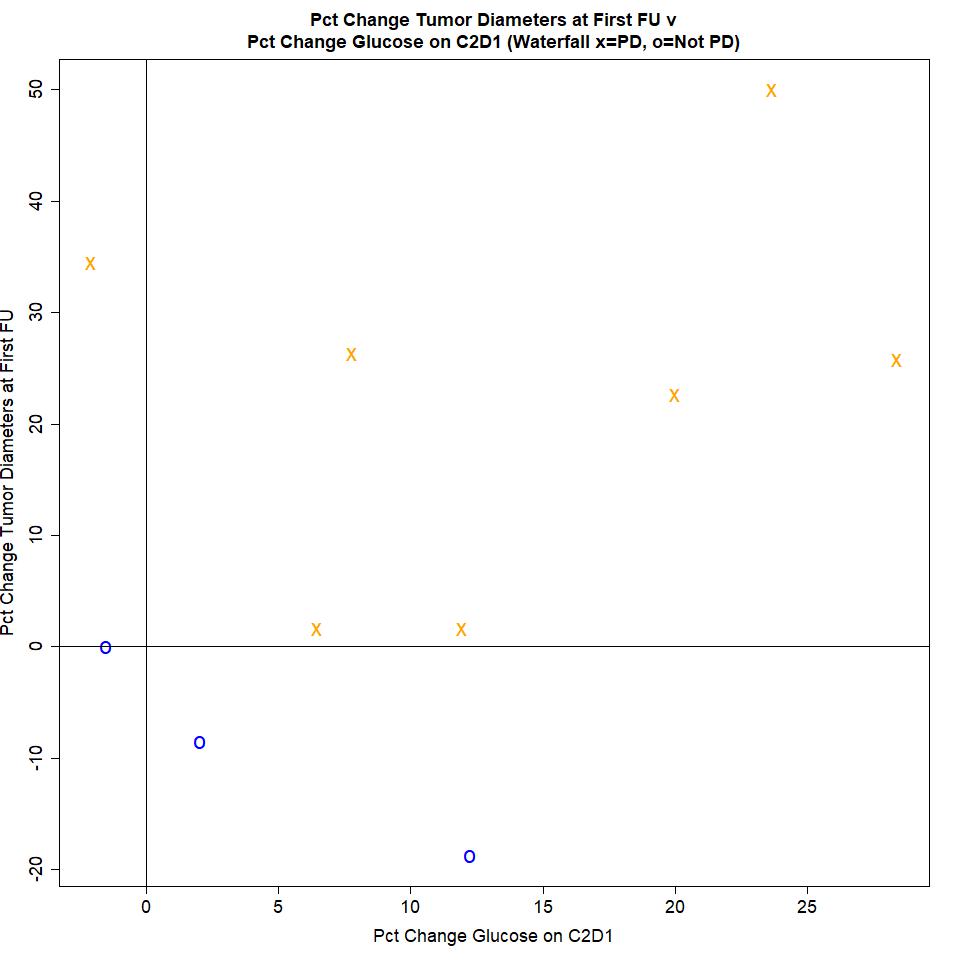 Pct Change Tumor Diameters at First FU v
Pct Change Glucose on C2D1 (Waterfall x=PD, o=Not PD)
Pct Change Tumor Diameters at First FU
50
40
30
20
10
0
-10
-20
X
X
X
X
X
X
X
O
O
O
0 5 10 15 20 25
Pct Change Glucose on C2D1